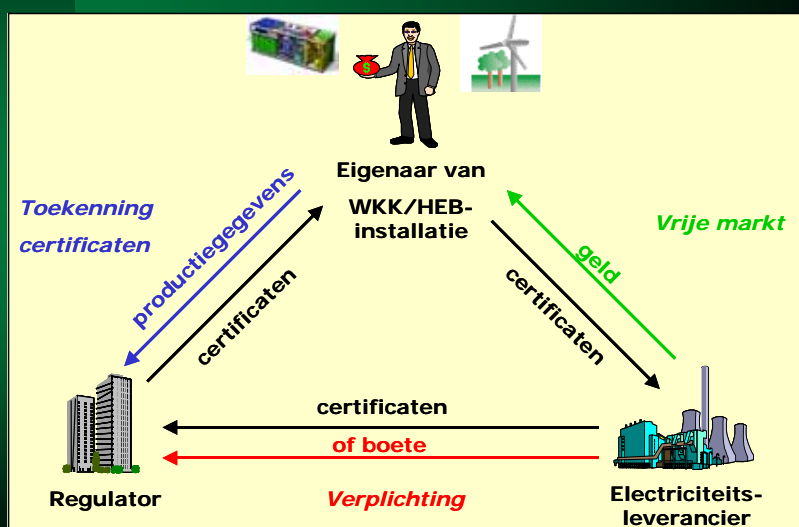 Eigenaar van
WKK/HEB-
installatie
Toekenning
certificaten
productiegegevens
certificaten
Vrije markt
geld
certificaten
certificaten
of boete
Regulator
Verplichting
Electriciteits-
leverancier